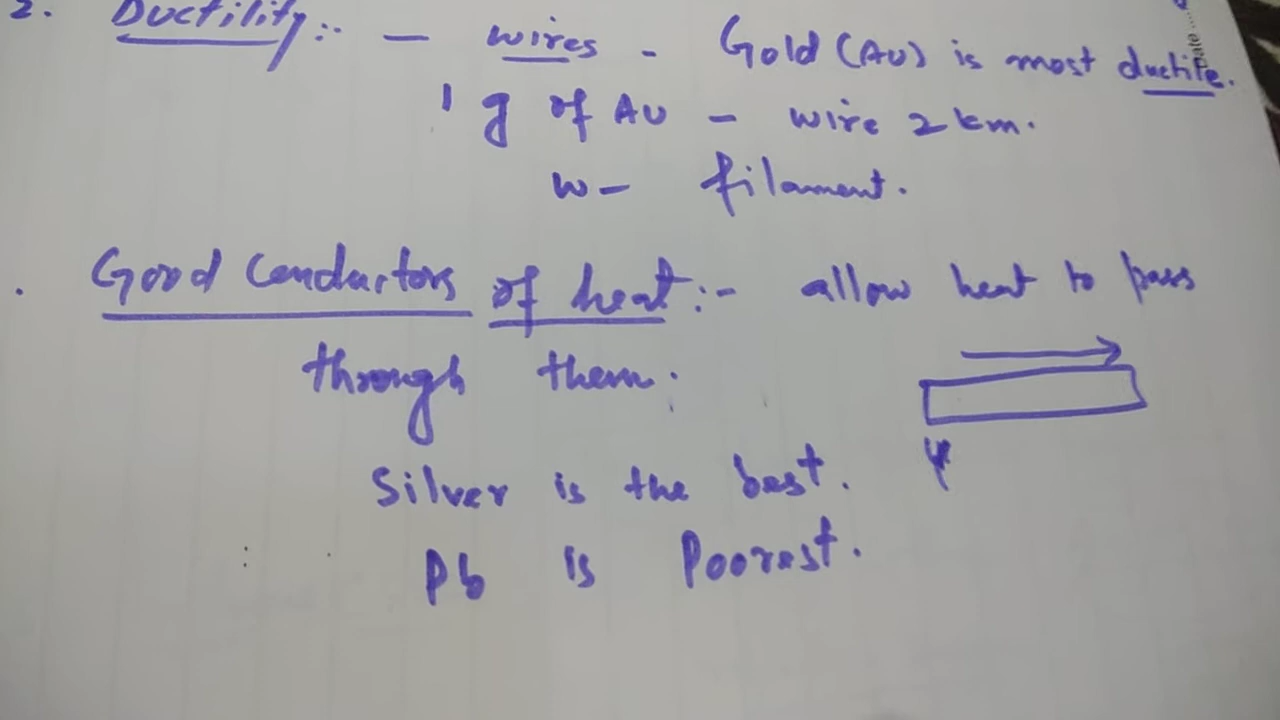 2. Ductility:- - wires - Gold (Au) is most ductile.
1 g of Au - wire 2 km.
W- filament.
. Good Conductors of heat:- allow heat to pass
through them.
Silver is the best.
Pb is Poorest.